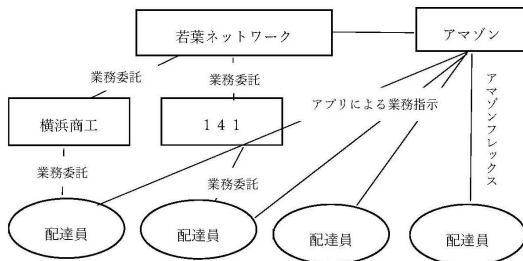 若葉ネットワーク
アマゾン
業務委託
業務委託
横浜商工
１４１
アプリによる業務指示
アマゾンフレックス
業務委託
業務委託
配達員
配達員
配達員
配達員